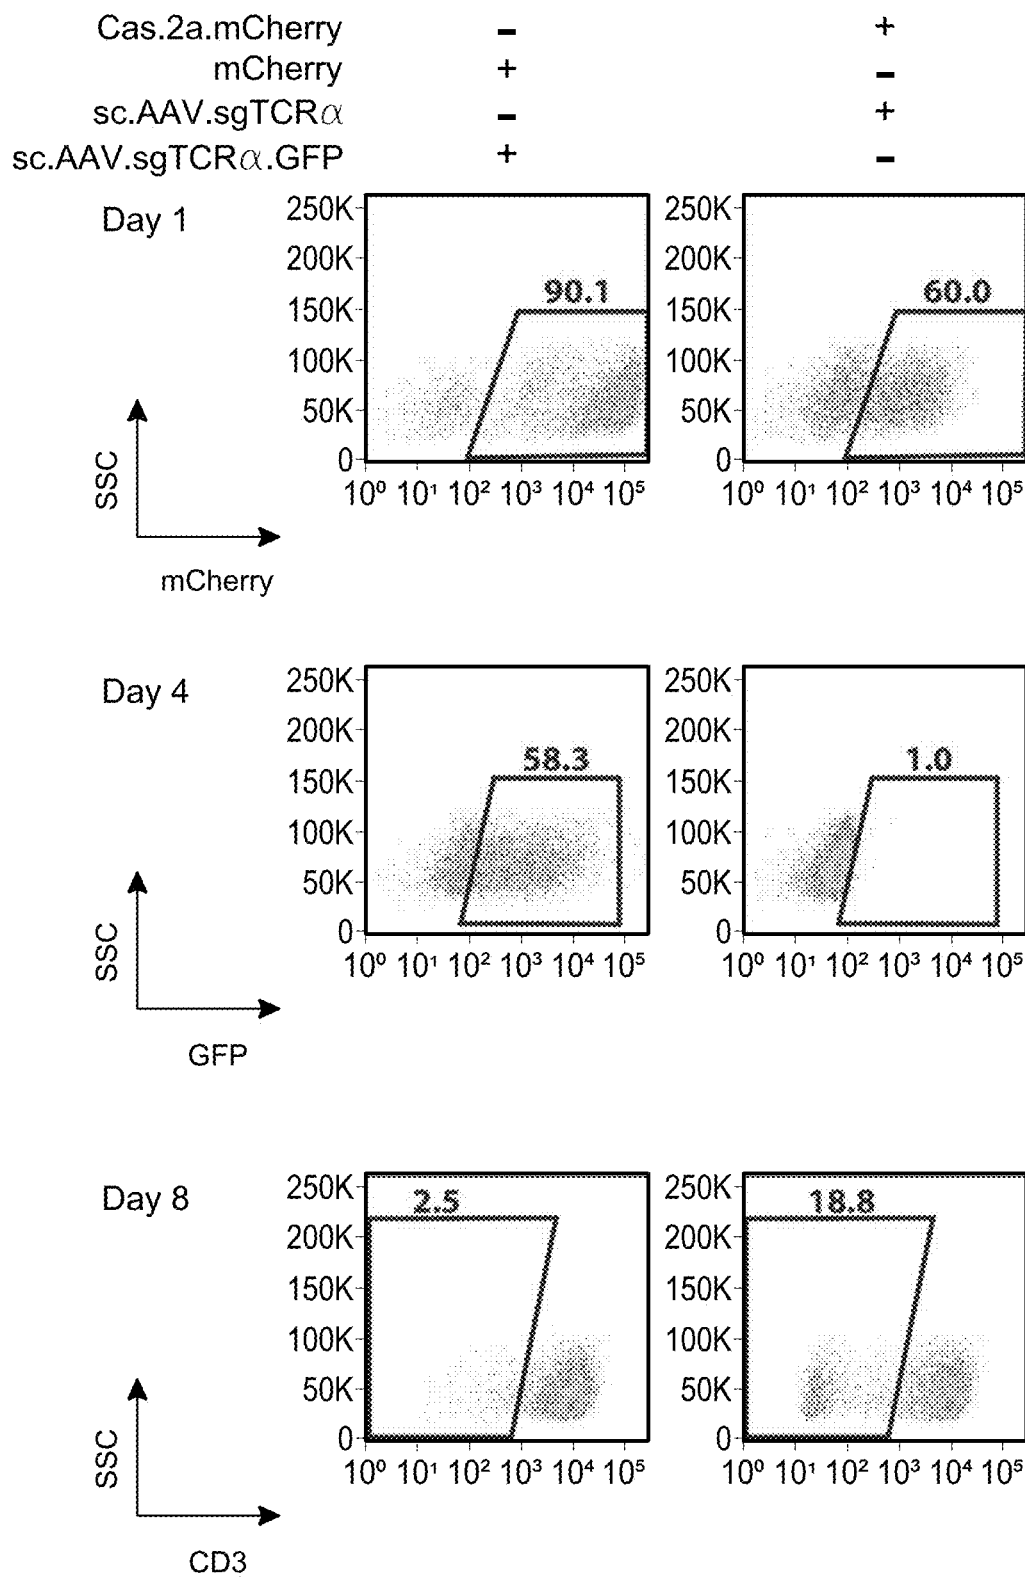 Cas.2a.mCherry - +
mCherry + -
sc.AAV.sgTCRα - +
sc.AAV.sgTCRα.GFP + -
Day 1
250K 250K
200K 200K
90.1 60.0
150K 150K
100K 100K
50K 50K
0 0
10⁰ 10¹ 10² 10³ 10⁴ 10⁵ 10⁰ 10¹ 10² 10³ 10⁴ 10⁵
SSC
mCherry
Day 4
250K 250K
200K 200K
58.3 1.0
150K 150K
100K 100K
50K 50K
0 0
10⁰ 10¹ 10² 10³ 10⁴ 10⁵ 10⁰ 10¹ 10² 10³ 10⁴ 10⁵
SSC
GFP
Day 8
250K 250K
2.5 18.8
200K 200K
150K 150K
100K 100K
50K 50K
0 0
10⁰ 10¹ 10² 10³ 10⁴ 10⁵ 10⁰ 10¹ 10² 10³ 10⁴ 10⁵
SSC
CD3